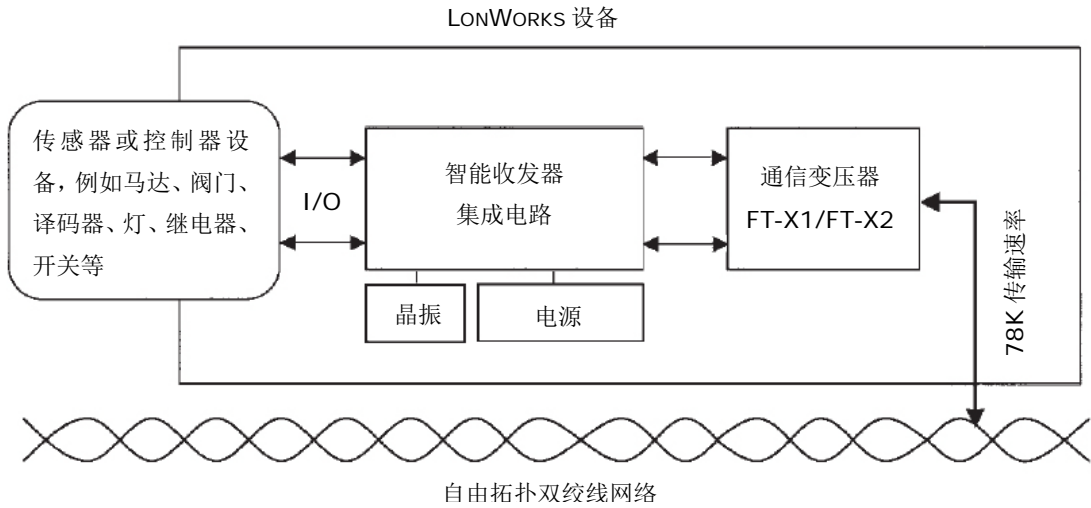 LONWORKS 设备
传感器或控制器设
备,例如马达、阀门、
译码器、灯、继电器、
开关等
I/O
智能收发器
集成电路
通信变压器
FT-X1/FT-X2
晶振
电源
78K 传输速率
自由拓扑双绞线网络